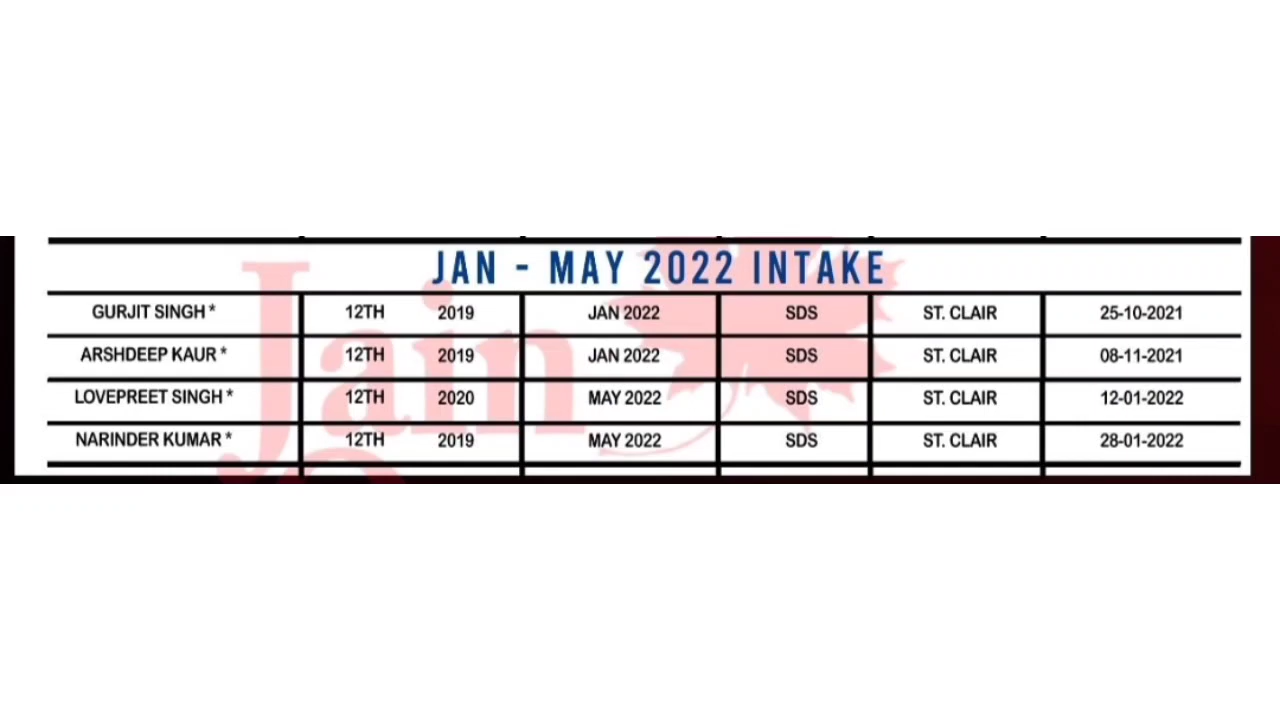 JAN - MAY 2022 INTAKE
GURJIT SINGH * 12TH 2019 JAN 2022 SDS ST. CLAIR 25-10-2021
ARSHDEEP KAUR * 12TH 2019 JAN 2022 SDS ST. CLAIR 08-11-2021
LOVEPREET SINGH * 12TH 2020 MAY 2022 SDS ST. CLAIR 12-01-2022
NARINDER KUMAR * 12TH 2019 MAY 2022 SDS ST. CLAIR 28-01-2022
Jain